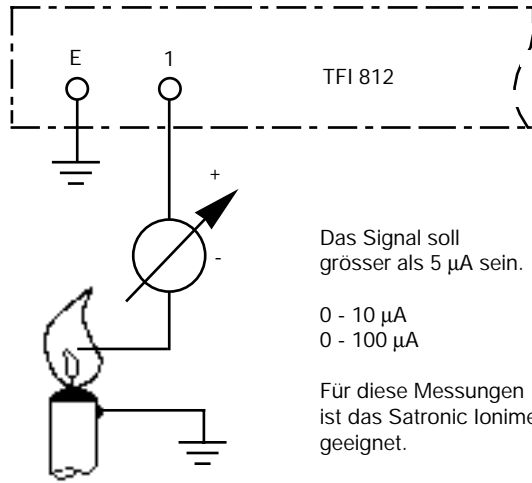 E 1 TFI 812
+
-
Das Signal soll
grösser als 5 µA sein.
0 - 10 µA
0 - 100 µA
Für diese Messungen
ist das Satronic
geeignet.